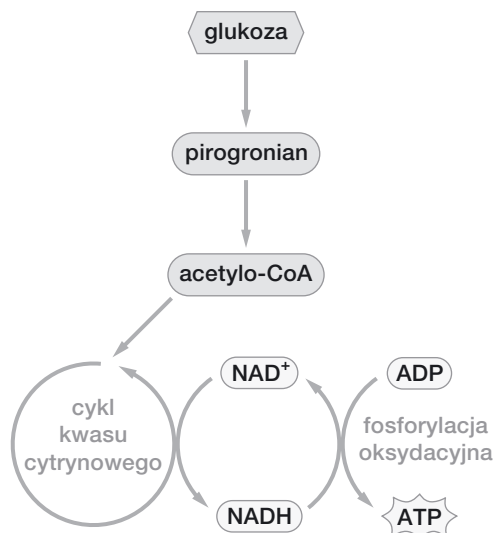 glukoza
pirogronian
acetylo-CoA
NAD⁺
ADP
cykl
kwasu
cytrynowego
fosforylacja
oksydacyjna
NADH
ATP